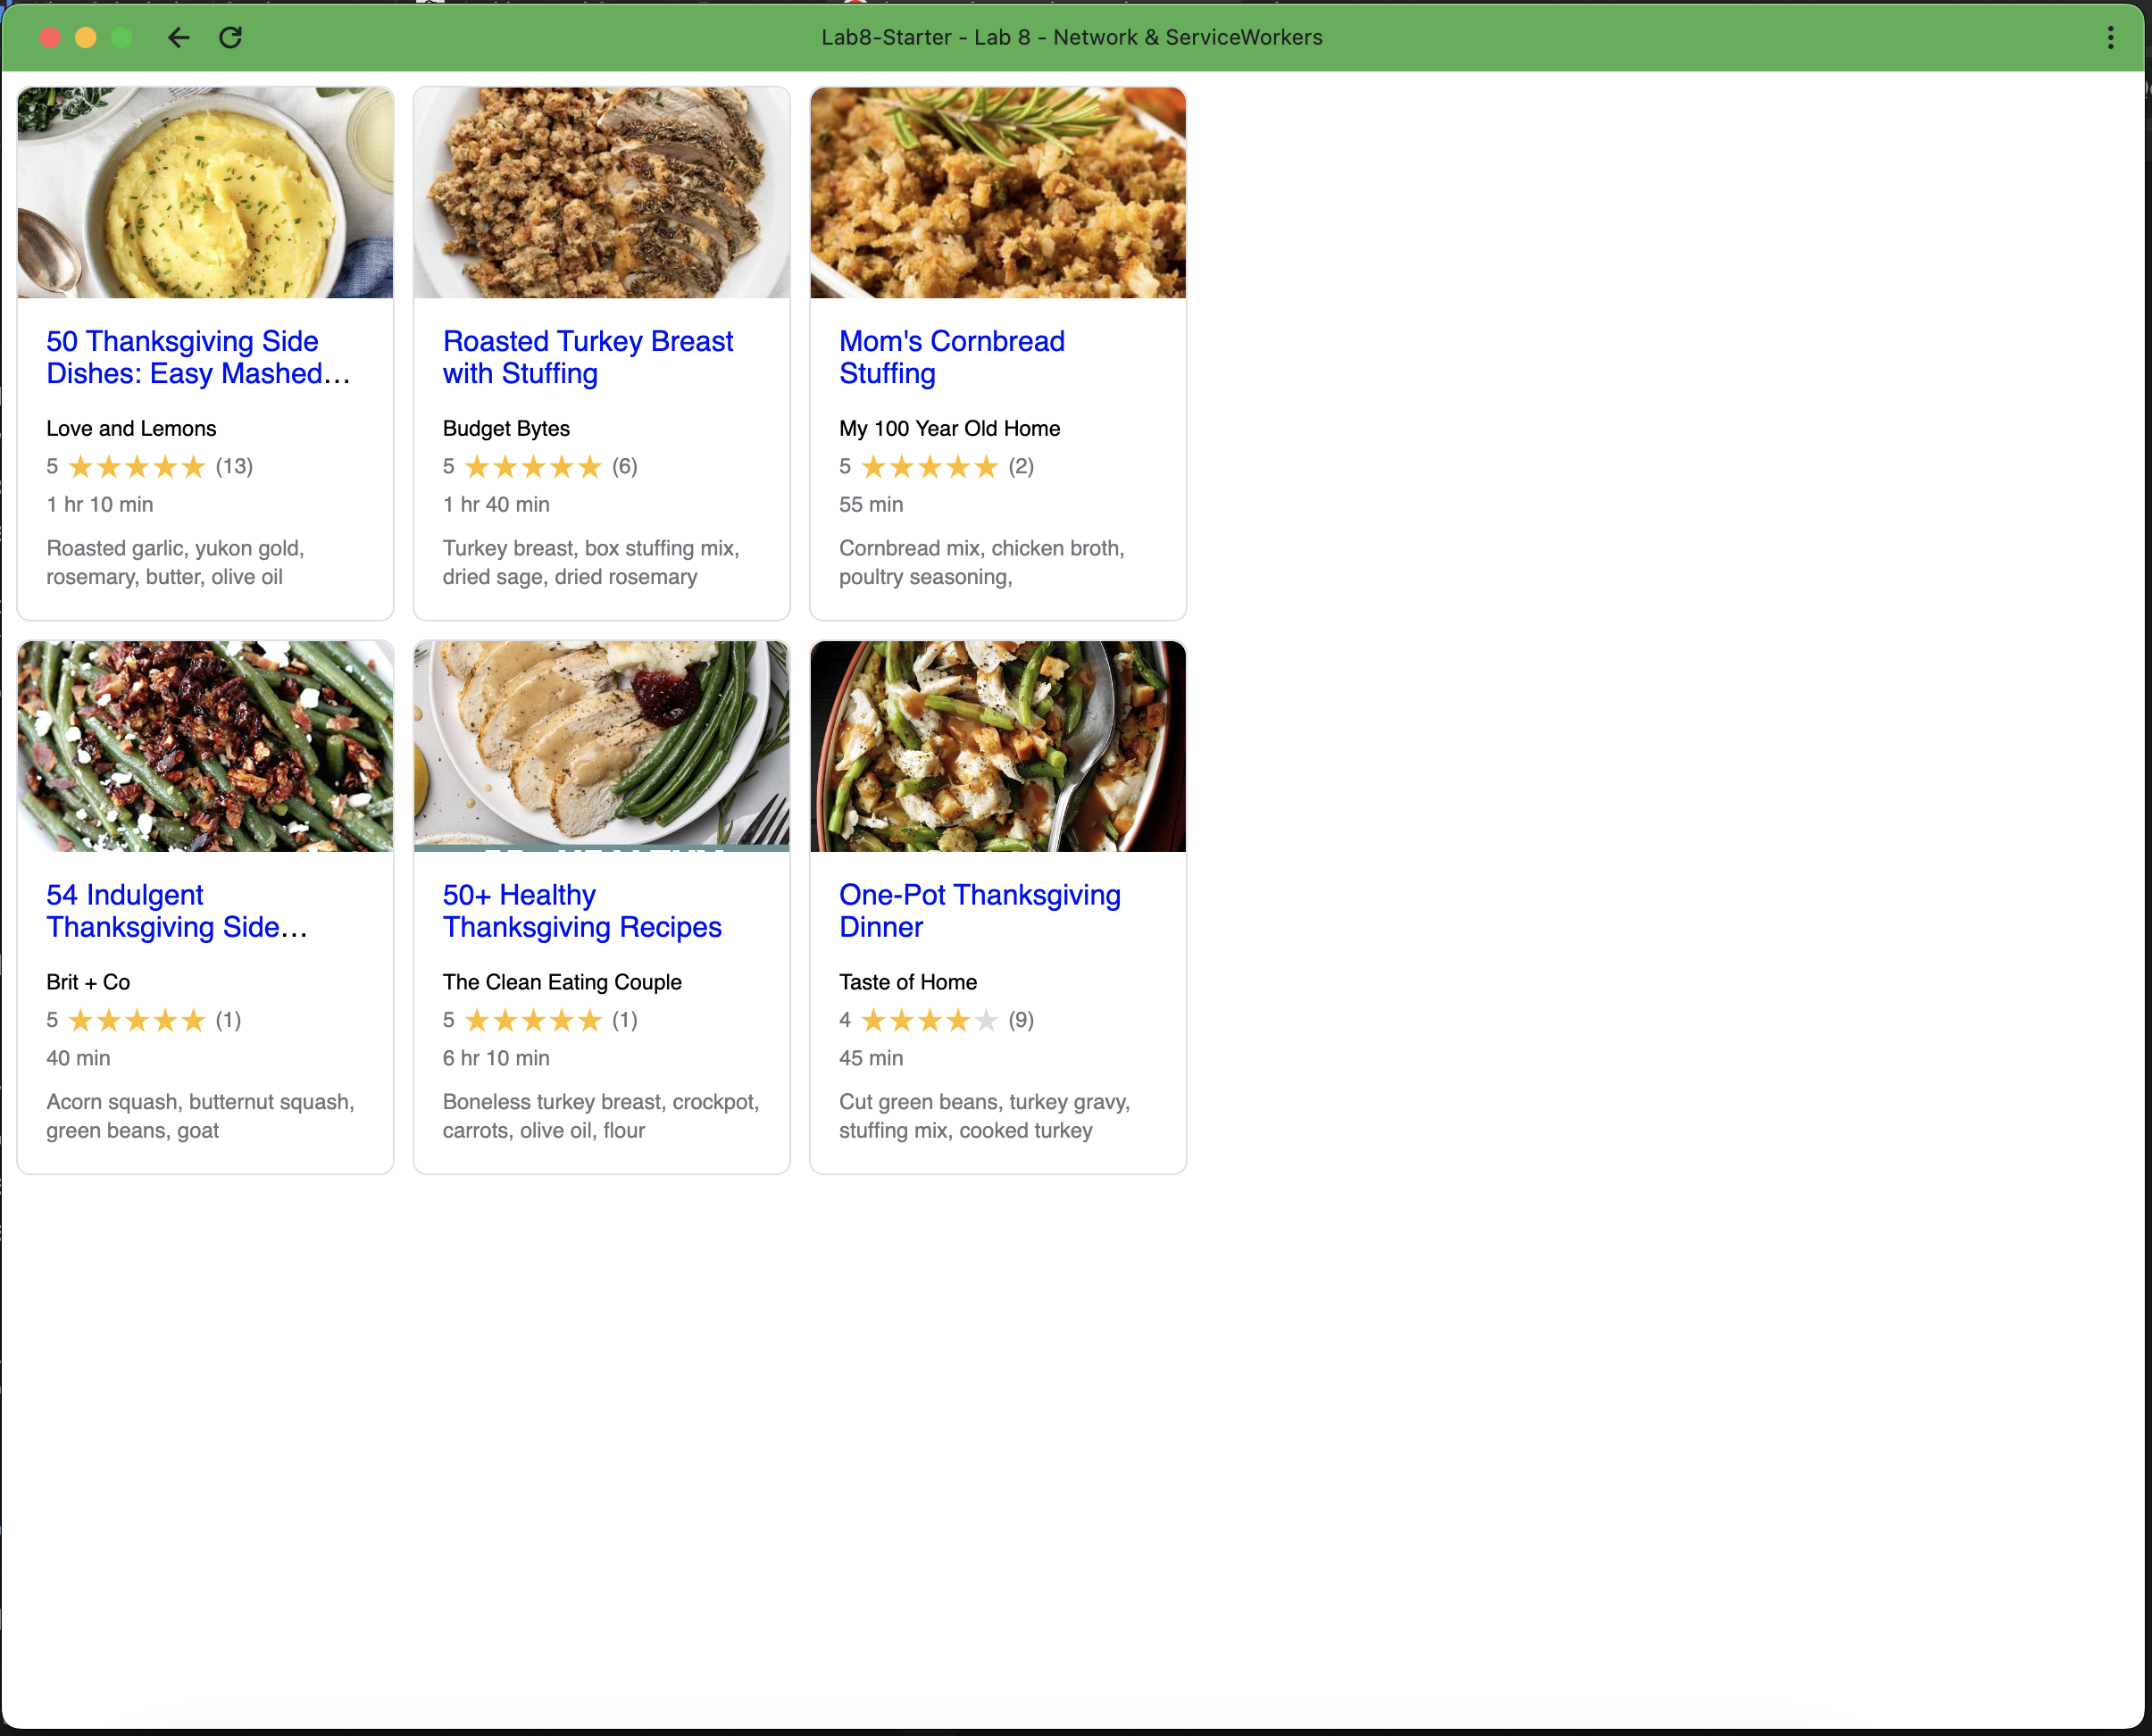 Lab8-Starter - Lab 8 - Network & ServiceWorkers
50 Thanksgiving Side
Dishes: Easy Mashed...
Love and Lemons
5 ★★★★★ (13)
1 hr 10 min
Roasted garlic, yukon gold,
rosemary, butter, olive oil
Roasted Turkey Breast
with Stuffing
Budget Bytes
5 ★★★★★ (6)
1 hr 40 min
Turkey breast, box stuffing mix,
dried sage, dried rosemary
Mom's Cornbread
Stuffing
My 100 Year Old Home
5 ★★★★★ (2)
55 min
Cornbread mix, chicken broth,
poultry seasoning,
54 Indulgent
Thanksgiving Side...
Brit + Co
5 ★★★★★ (1)
40 min
Acorn squash, butternut squash,
green beans, goat
50+ Healthy
Thanksgiving Recipes
The Clean Eating Couple
5 ★★★★★ (1)
6 hr 10 min
Boneless turkey breast, crockpot,
carrots, olive oil, flour
One-Pot Thanksgiving
Dinner
Taste of Home
4 ★★★★★ (9)
45 min
Cut green beans, turkey gravy,
stuffing mix, cooked turkey